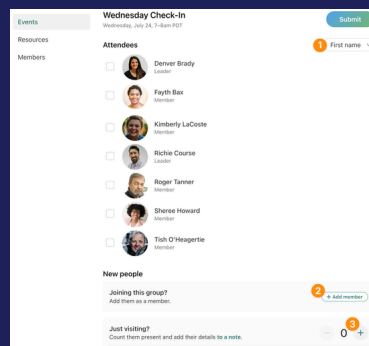 Events
Resources
Members
Wednesday Check-In
Wednesday, July 24, 7–8am PDT
Submit
Attendees
1 First name
Denver Brady
Leader
Fayth Bax
Member
Kimberly LaCoste
Member
Richie Course
Leader
Roger Tanner
Member
Sheree Howard
Member
Tish O'Heagertie
Member
New people
Joining this group?
Add them as a member.
2
+ Add member
Just visiting?
Count them present and add their details to a note.
3
− 0 +